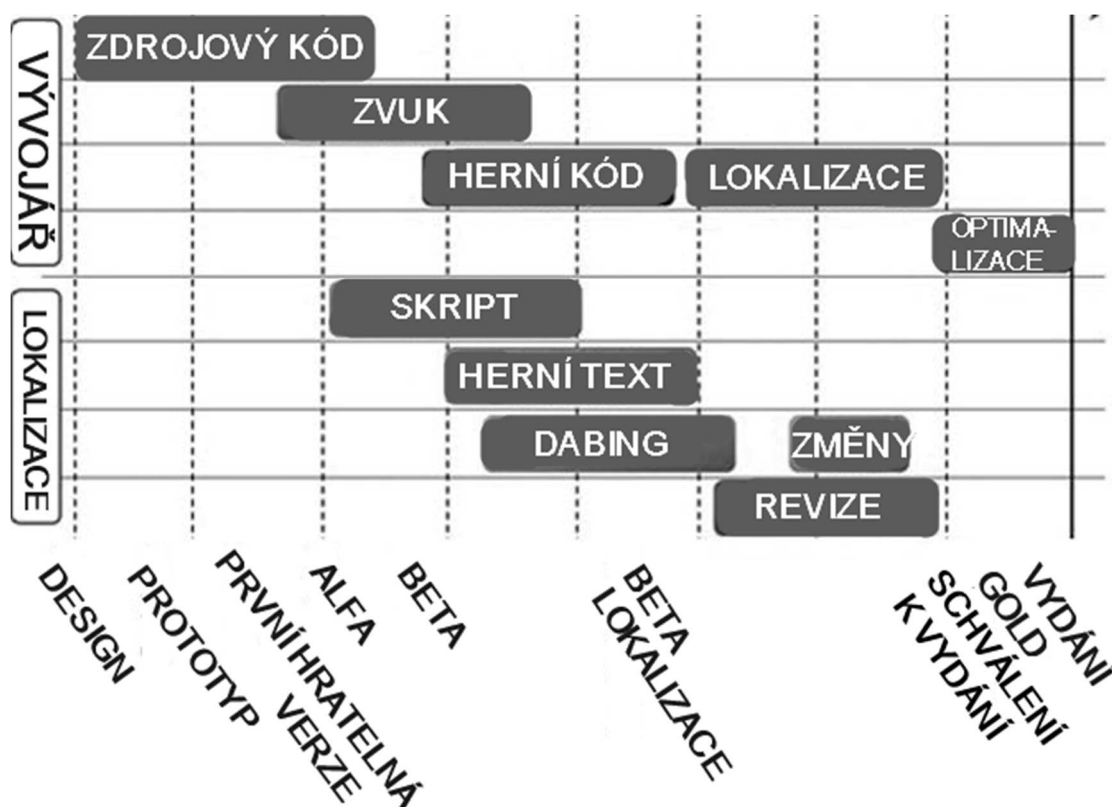 VÝVOJÁŘ
ZDROJOVÝ KÓD
ZVUK
HERNÍ KÓD
LOKALIZACE
OPTIMA-
LIZACE
LOKALIZACE
SKRIPT
HERNÍ TEXT
DABING
ZMĚNY
REVIZE
DESIGN
PROTOTYP
PRVNÍ HRATELNÁ
VERZE
ALFA
BETA
BETA
LOKALIZACE
VYDÁNÍ
GOLD
SCHVÁLENÍ
K VYDÁNÍ